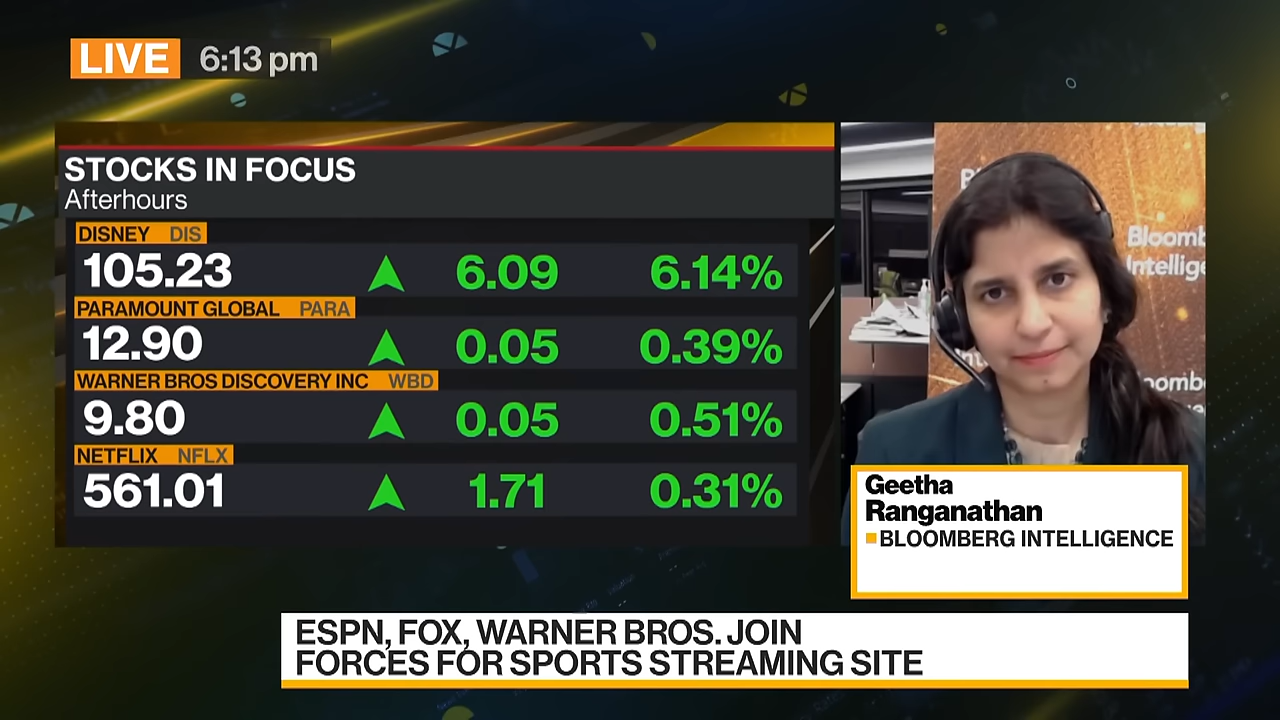 LIVE 6:13 pm
STOCKS IN FOCUS
Afterhours
DISNEY DIS
105.23 6.09 6.14%
PARAMOUNT GLOBAL PARA
12.90 0.05 0.39%
WARNER BROS DISCOVERY INC WBD
9.80 0.05 0.51%
NETFLIX NFLX
561.01 1.71 0.31%
Bloomb
Intellige
oomb
Geetha
Ranganathan
BLOOMBERG INTELLIGENCE
ESPN, FOX, WARNER BROS. JOIN
FORCES FOR SPORTS STREAMING SITE